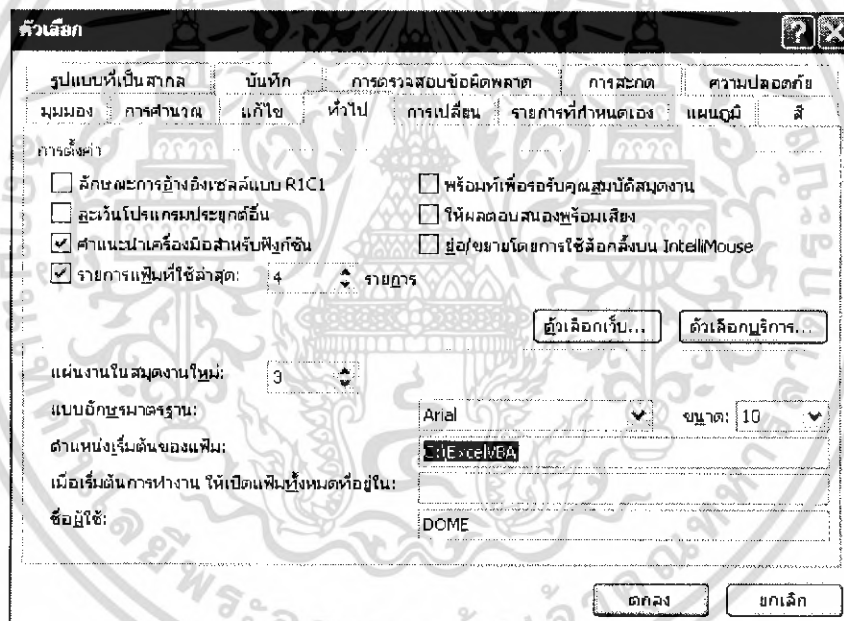 ตัวเลือก
รูปแบบที่เป็นสากล บันทึก การตรวจสอบข้อผิดพลาด การสะกด ความปลอดภัย
มุมมอง การคำนวณ แก้ไข ทั่วไป การเปลี่ยน รายการที่กำหนดเอง แผนภูมิ สี
การตั้งค่า
ลักษณะการอ้างอิงเซลล์แบบ R1C1 พร้อมท์เพื่อรอรับคุณสมบัติสมุดงาน
ละเว้นโปรแกรมประยุกต์อื่น ให้ผลตอบสนองพร้อมเสียง
คำแนะนำเครื่องมือสำหรับฟังก์ชัน ย่อ/ขยายโดยการใช้ล้อกลิ้งบน IntelliMouse
รายการแฟ้มที่ใช้ล่าสุด: 4 รายการ
ตัวเลือกเว็บ... ตัวเลือกบริการ...
แผ่นงานในสมุดงานใหม่: 3
แบบอักษรมาตรฐาน: Arial ขนาด: 10
ตำแหน่งเริ่มต้นของแฟ้ม: C:\ExcelVBA
เมื่อเริ่มต้นการทำงาน ให้เปิดแฟ้มทั้งหมดที่อยู่ใน:
ชื่อผู้ใช้: DOME
ตกลง ยกเลิก